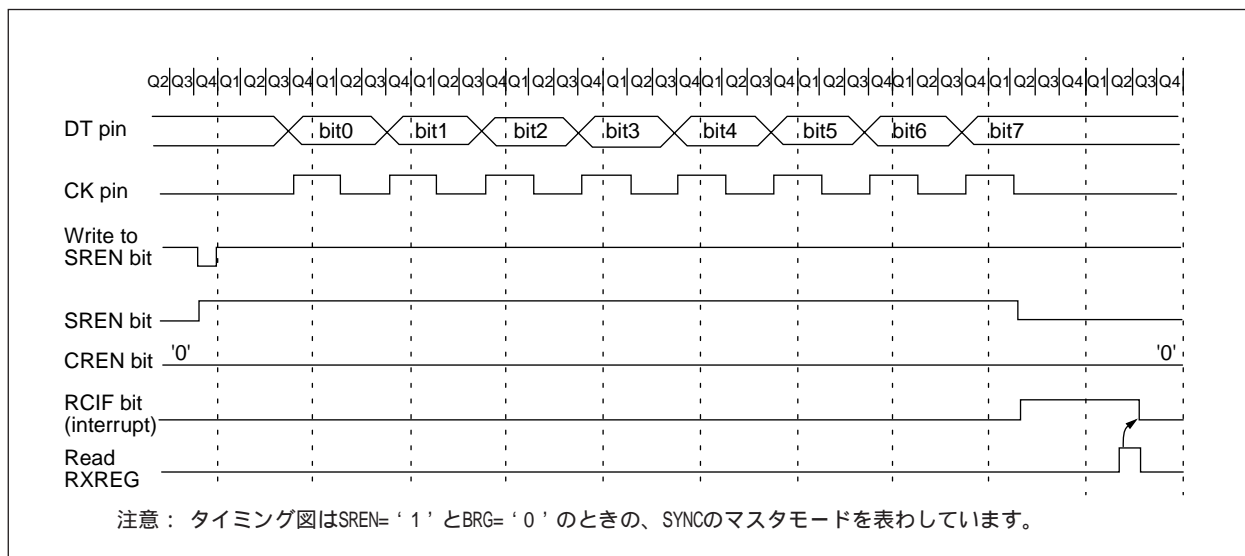 Q2 Q3 Q4 Q1 Q2 Q3 Q4 Q1 Q2 Q3 Q4 Q1 Q2 Q3 Q4 Q1 Q2 Q3 Q4 Q1 Q2 Q3 Q4 Q1 Q2 Q3 Q4 Q1 Q2 Q3 Q4 Q1 Q2 Q3 Q4 Q1 Q2 Q3 Q4 Q1 Q2 Q3 Q4
DT pin bit0 bit1 bit2 bit3 bit4 bit5 bit6 bit7
CK pin
Write to
SREN bit
SREN bit
CREN bit '0' '0'
RCIF bit
(interrupt)
Read
RXREG
注意： タイミング図はSREN=‘1’とBRG=‘0’のときの、SYNCのマスタモードを表わしています。